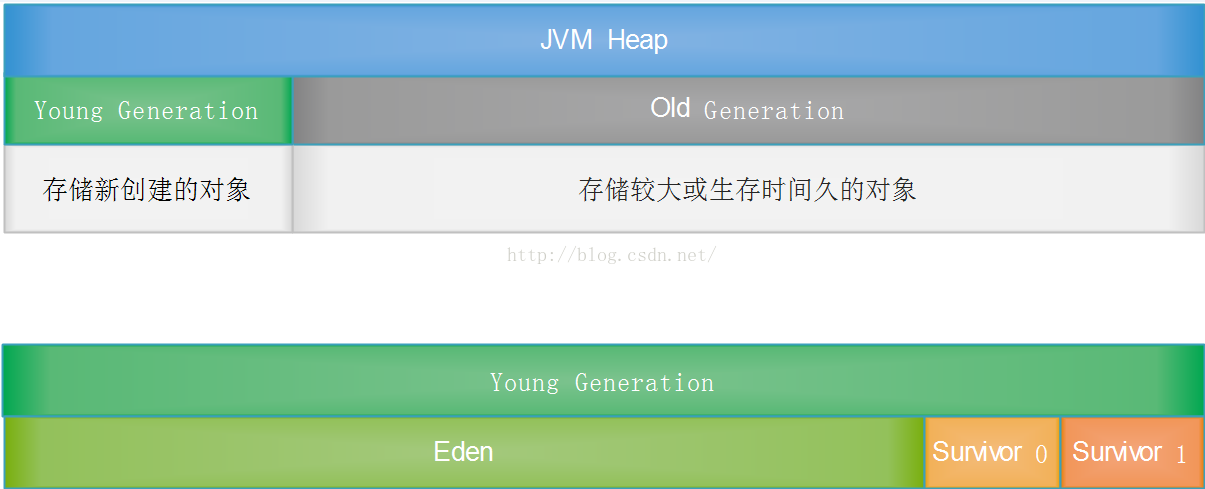 JVM Heap
Young Generation Old Generation
存储新创建的对象 存储较大或生存时间久的对象
http://blog.csdn.net/
Young Generation
Eden Survivor 0 Survivor 1